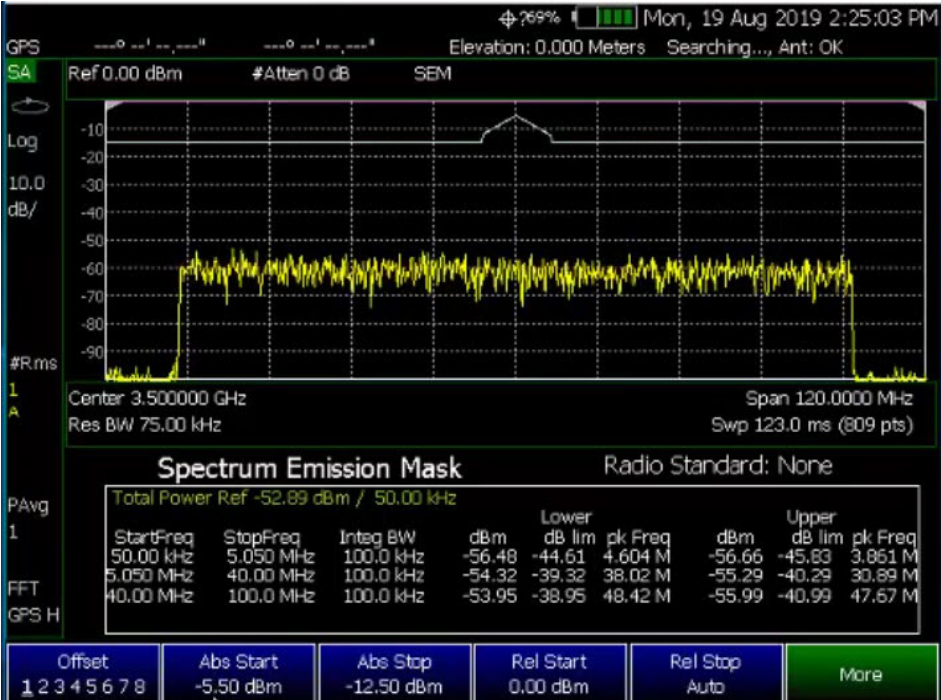 ?69% Mon, 19 Aug 2019 2:25:03 PM
GPS ---° --' --.---" ---° --' --.---" Elevation: 0.000 Meters Searching..., Ant: OK
SA Ref 0.00 dBm #Atten 0 dB SEM
Log
10.0
dB/
-10
-20
-30
-40
-50
-60
-70
-80
-90
#Rms
1
A
Center 3.500000 GHz Span 120.0000 MHz
Res BW 75.00 kHz Swp 123.0 ms (809 pts)
Spectrum Emission Mask Radio Standard: None
Total Power Ref -52.89 dBm / 50.00 kHz
PAvg
1
Lower Upper
StartFreq StopFreq Integ BW dBm dB lim pk Freq dBm dB lim pk Freq
50.00 kHz 5.050 MHz 100.0 kHz -56.48 -44.61 4.604 M -56.66 -45.83 3.861 M
5.050 MHz 40.00 MHz 100.0 kHz -54.32 -39.32 38.02 M -55.29 -40.29 30.89 M
40.00 MHz 100.0 MHz 100.0 kHz -53.95 -38.95 48.42 M -55.99 -40.99 47.67 M
FFT
GPS H
Offset Abs Start Abs Stop Rel Start Rel Stop More
1 2 3 4 5 6 7 8 -5.50 dBm -12.50 dBm 0.00 dBm Auto